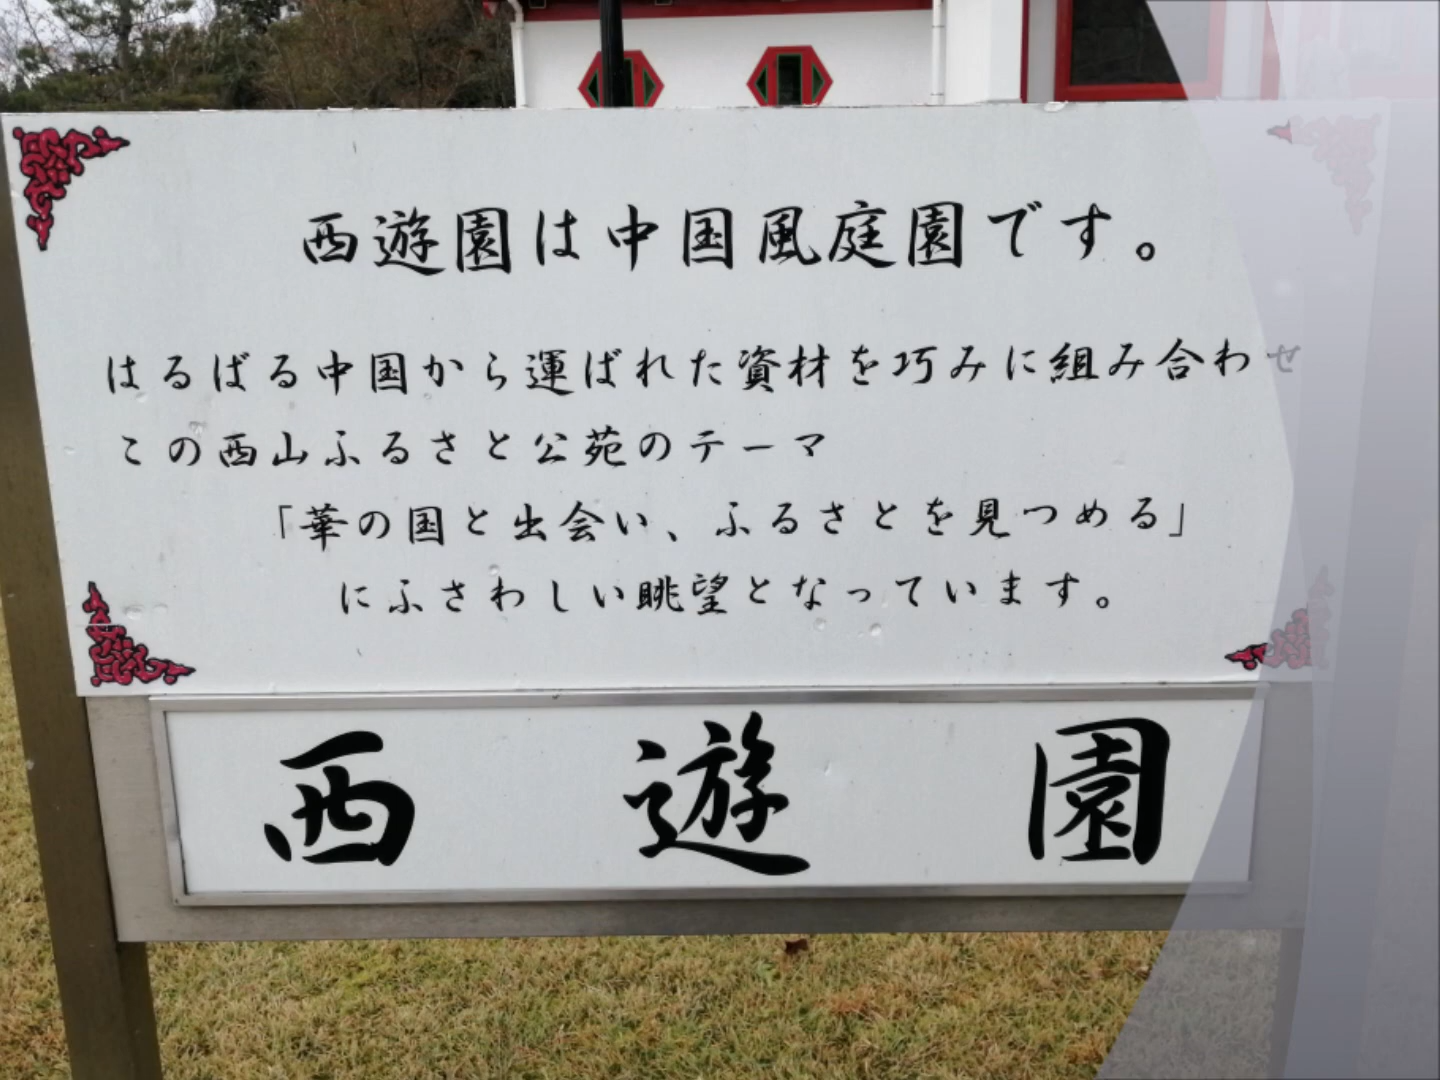 西遊園は中国風庭園です。
はるばる中国から運ばれた資材を巧みに組み合わせ
この西山ふるさと公苑のテーマ
「華の国と出会い、ふるさとを見つめる」
にふさわしい眺望となっています。
西遊園